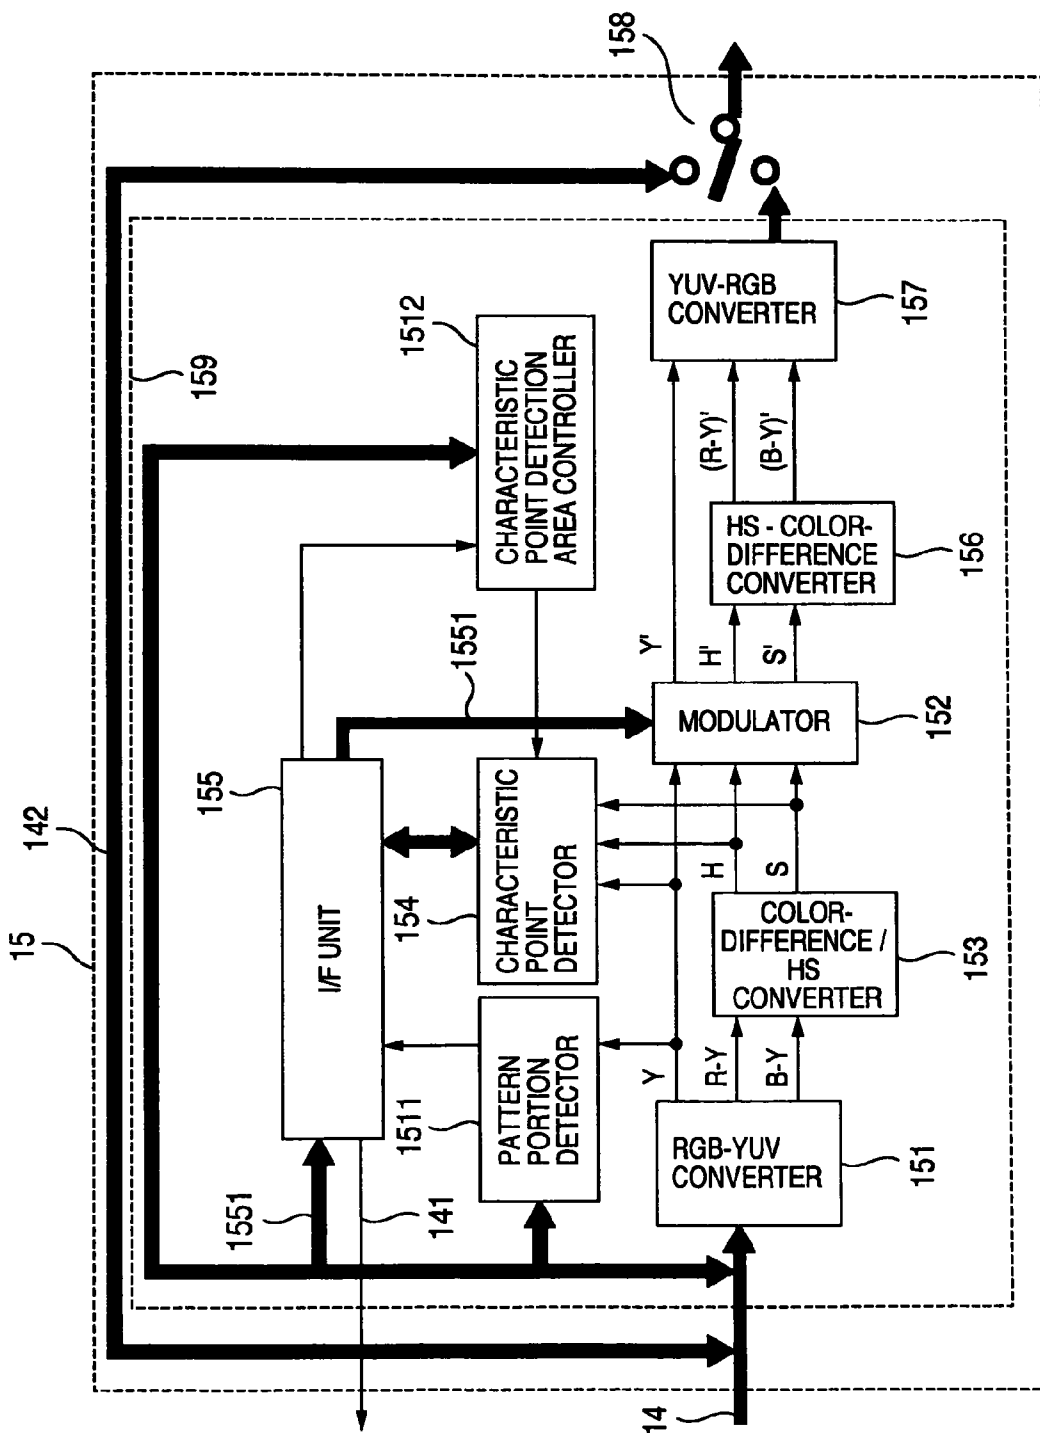 15
142
159
158
155
I/F UNIT
1551
1551
141
1512
CHARACTERISTIC
POINT DETECTION
AREA CONTROLLER
154
CHARACTERISTIC
POINT
DETECTOR
1511
PATTERN
PORTION
DETECTOR
14
RGB-YUV
CONVERTER
151
Y
R-Y
B-Y
COLOR-
DIFFERENCE /
HS
CONVERTER
153
H
S
MODULATOR
152
Y'
H'
S'
HS - COLOR-
DIFFERENCE
CONVERTER
156
(R-Y)'
(B-Y)'
YUV-RGB
CONVERTER
157